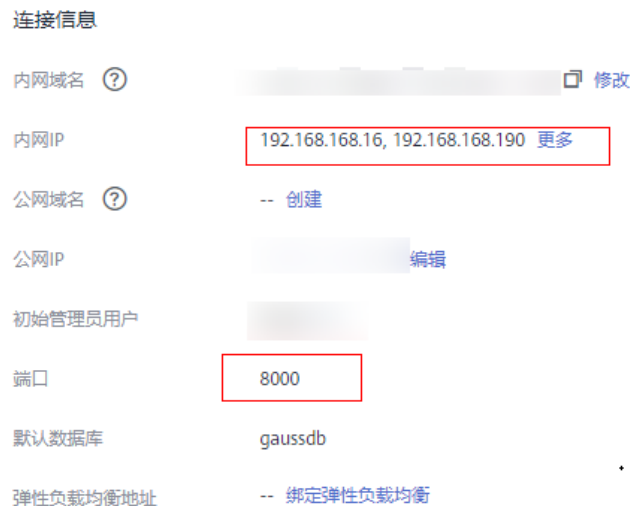 连接信息
内网域名 ? 修改
内网IP 192.168.168.16, 192.168.168.190 更多
公网域名 ? -- 创建
公网IP 编辑
初始管理员用户
端口 8000
默认数据库 gaussdb
弹性负载均衡地址 -- 绑定弹性负载均衡